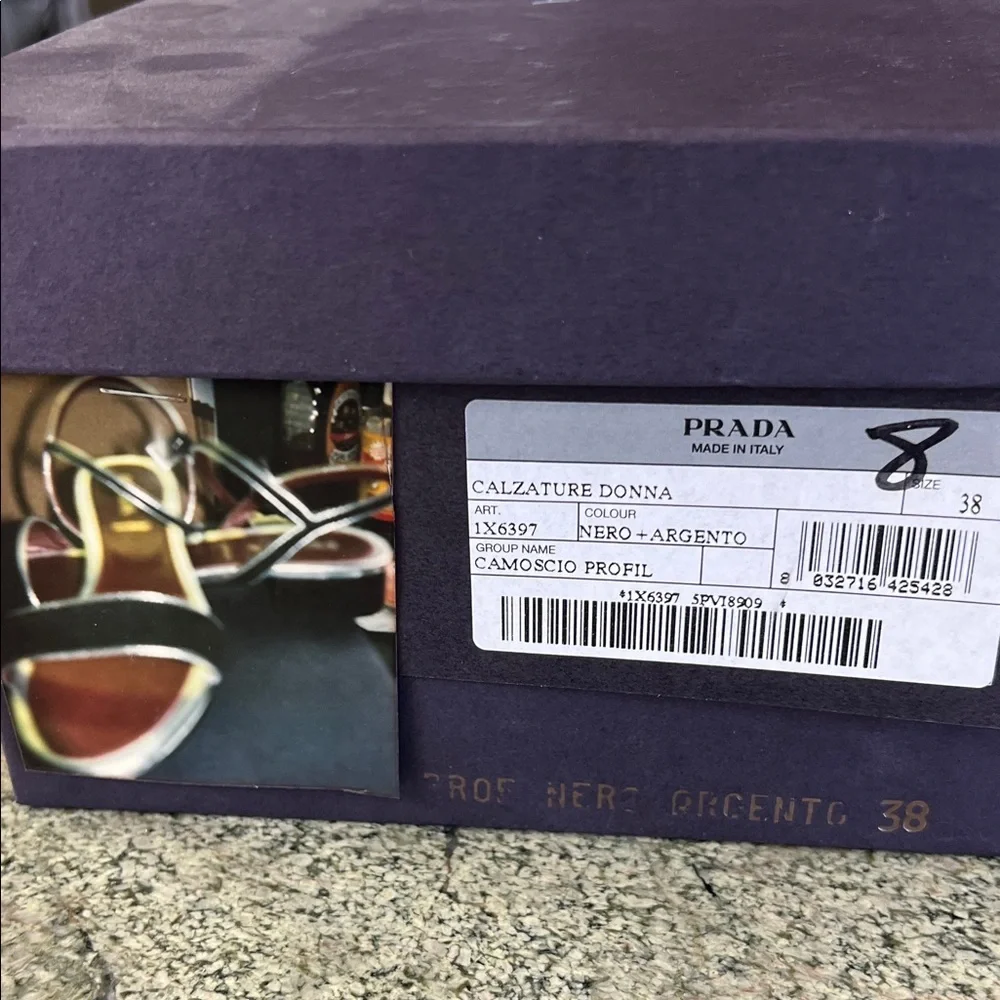 PRADA
MADE IN ITALY
8
SIZE
38
CALZATURE DONNA
ART.
1X6397
COLOUR
NERO+ARGENTO
GROUP NAME
CAMOSCIO PROFIL
8 032716 425428
*1X6397 5PVI8909 *
ARGENTO 38